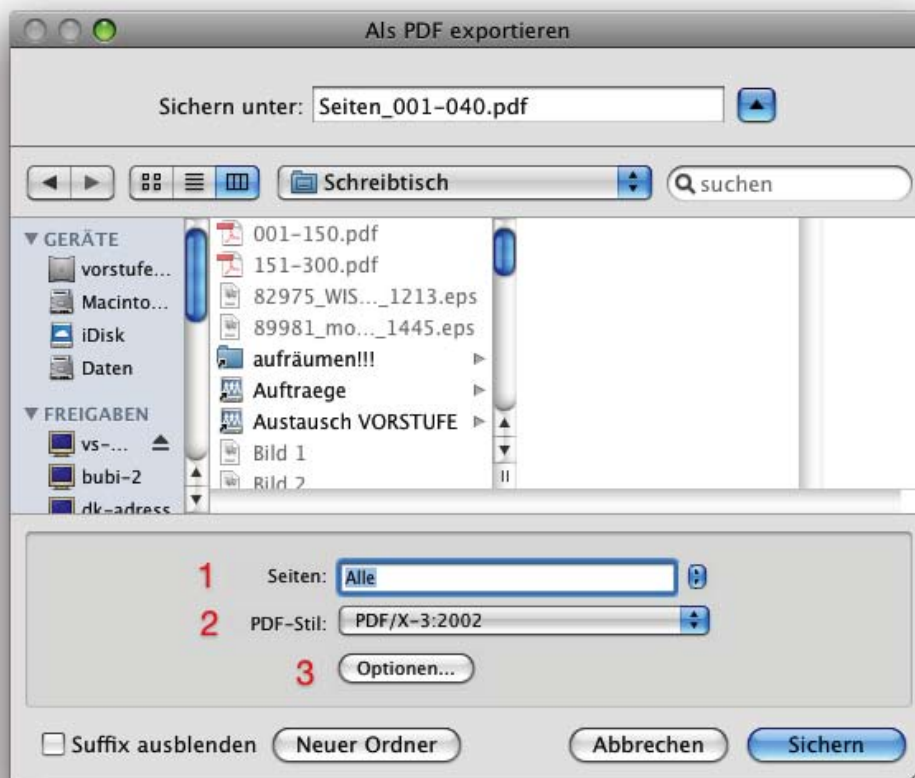 Als PDF exportieren
Sichern unter: Seiten_001-040.pdf
Schreibtisch
suchen
GERÄTE
vorstufe...
Macinto...
iDisk
Daten
FREIGABEN
vs-...
bubi-2
dk-adress
001-150.pdf
151-300.pdf
82975_WIS..._1213.eps
89981_mo..._1445.eps
aufräumen!!!
Auftraege
Austausch VORSTUFE
Bild 1
Bild 2
1 Seiten: Alle
2 PDF-Stil: PDF/X-3:2002
3 Optionen...
Suffix ausblenden Neuer Ordner Abbrechen Sichern